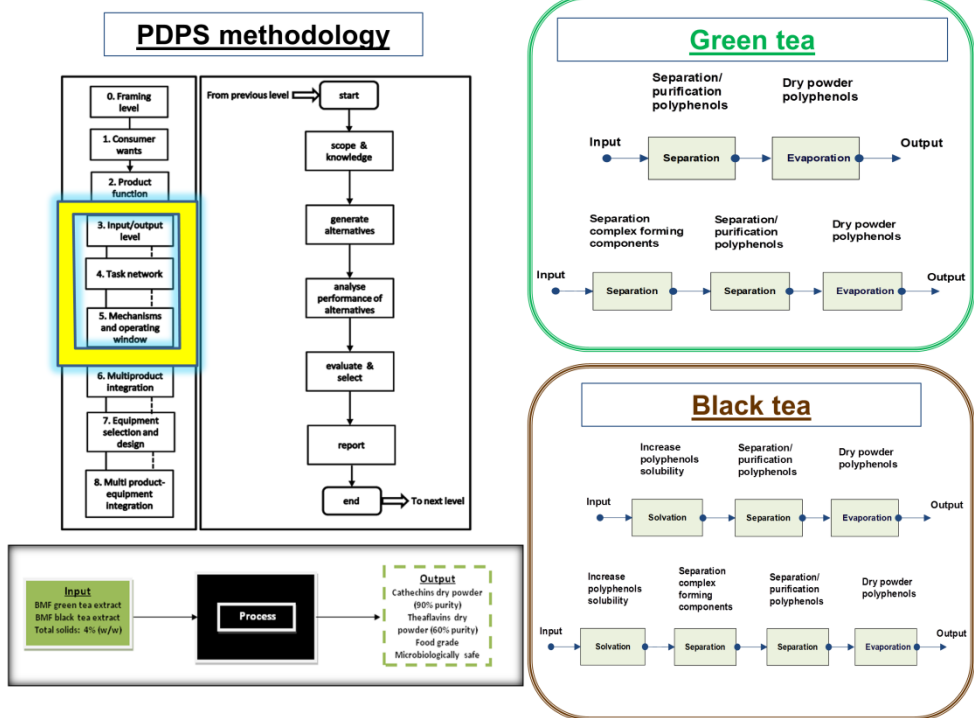 PDPS methodology
0. Framing
level
1. Consumer
wants
2. Product
function
3. Input/output
level
4. Task network
5. Mechanisms
and operating
window
6. Multiproduct
integration
7. Equipment
selection and
design
8. Multi product-
equipment
integration
From previous level
start
scope &
knowledge
generate
alternatives
analyse
performance of
alternatives
evaluate &
select
report
end
To next level
Input
BMF green tea extract
BMF black tea extract
Total solids: 4% (w/w)
Process
Output
Cathechins dry powder
(90% purity)
Theaflavins dry
powder (60% purity)
Food grade
Microbiologically safe
Green tea
Separation/
purification
polyphenols
Dry powder
polyphenols
Input
Separation
Evaporation
Output
Separation
complex forming
components
Separation/
purification
polyphenols
Dry powder
polyphenols
Input
Separation
Separation
Evaporation
Output
Black tea
Increase
polyphenols
solubility
Separation/
purification
polyphenols
Dry powder
polyphenols
Input
Solvation
Separation
Evaporation
Output
Increase
polyphenols
solubility
Separation
complex
forming
components
Separation/
purification
polyphenols
Dry powder
polyphenols
Input
Solvation
Separation
Separation
Evaporation
Output